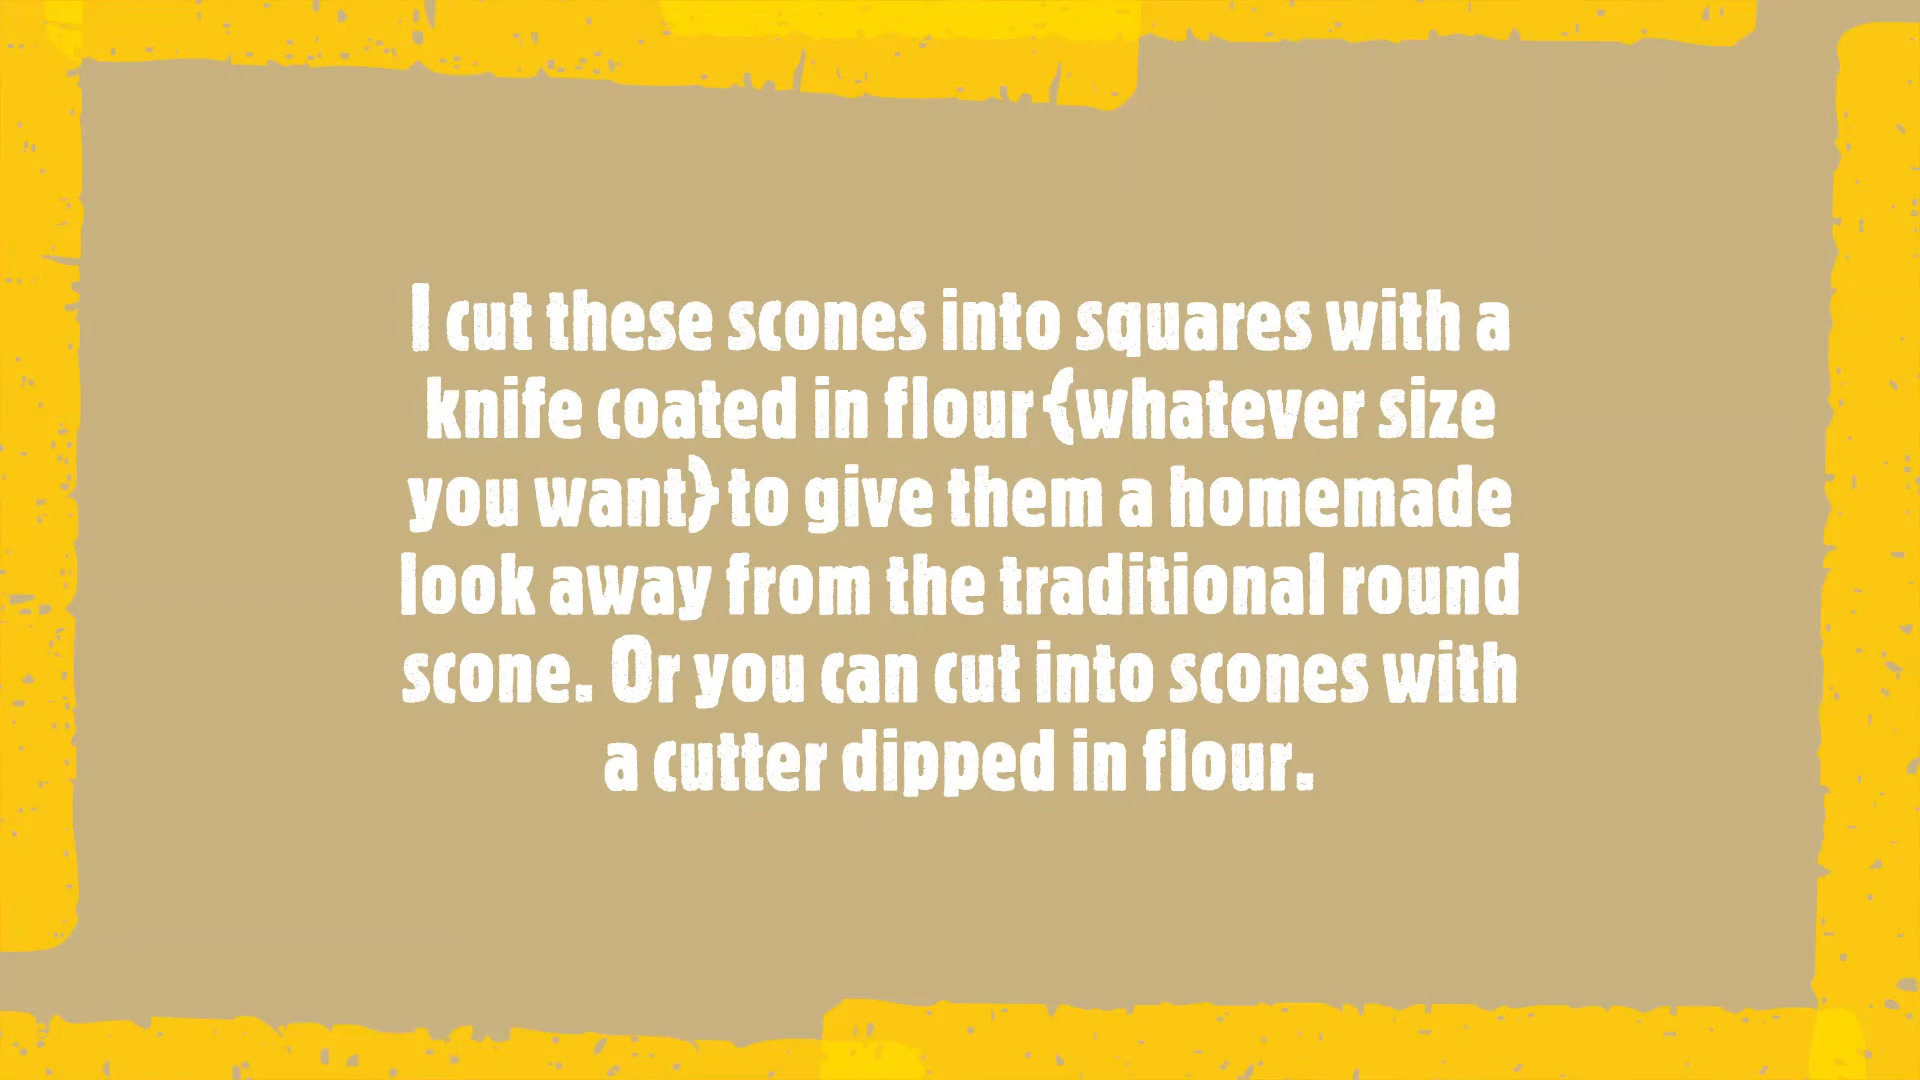 I cut these scones into squares with a
knife coated in flour {whatever size
you want} to give them a homemade
look away from the traditional round
scone. Or you can cut into scones with
a cutter dipped in flour.